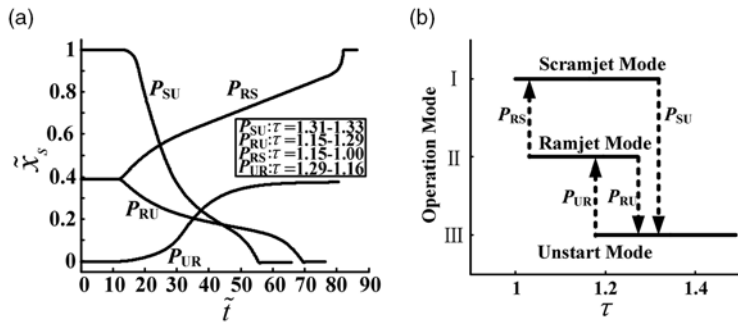 (a)
1
0.8
0.6
0.4
0.2
0
x̃s
PSU
PRS
PRU
PUR
PSU:τ=1.31-1.33
PRU:τ=1.15-1.29
PRS:τ=1.15-1.00
PUR:τ=1.29-1.16
0 10 20 30 40 50 60 70 80 90
t̃
(b)
Operation Mode
I
II
III
Scramjet Mode
PRS
PSU
Ramjet Mode
PUR
PRU
Unstart Mode
1 1.2 1.4
τ